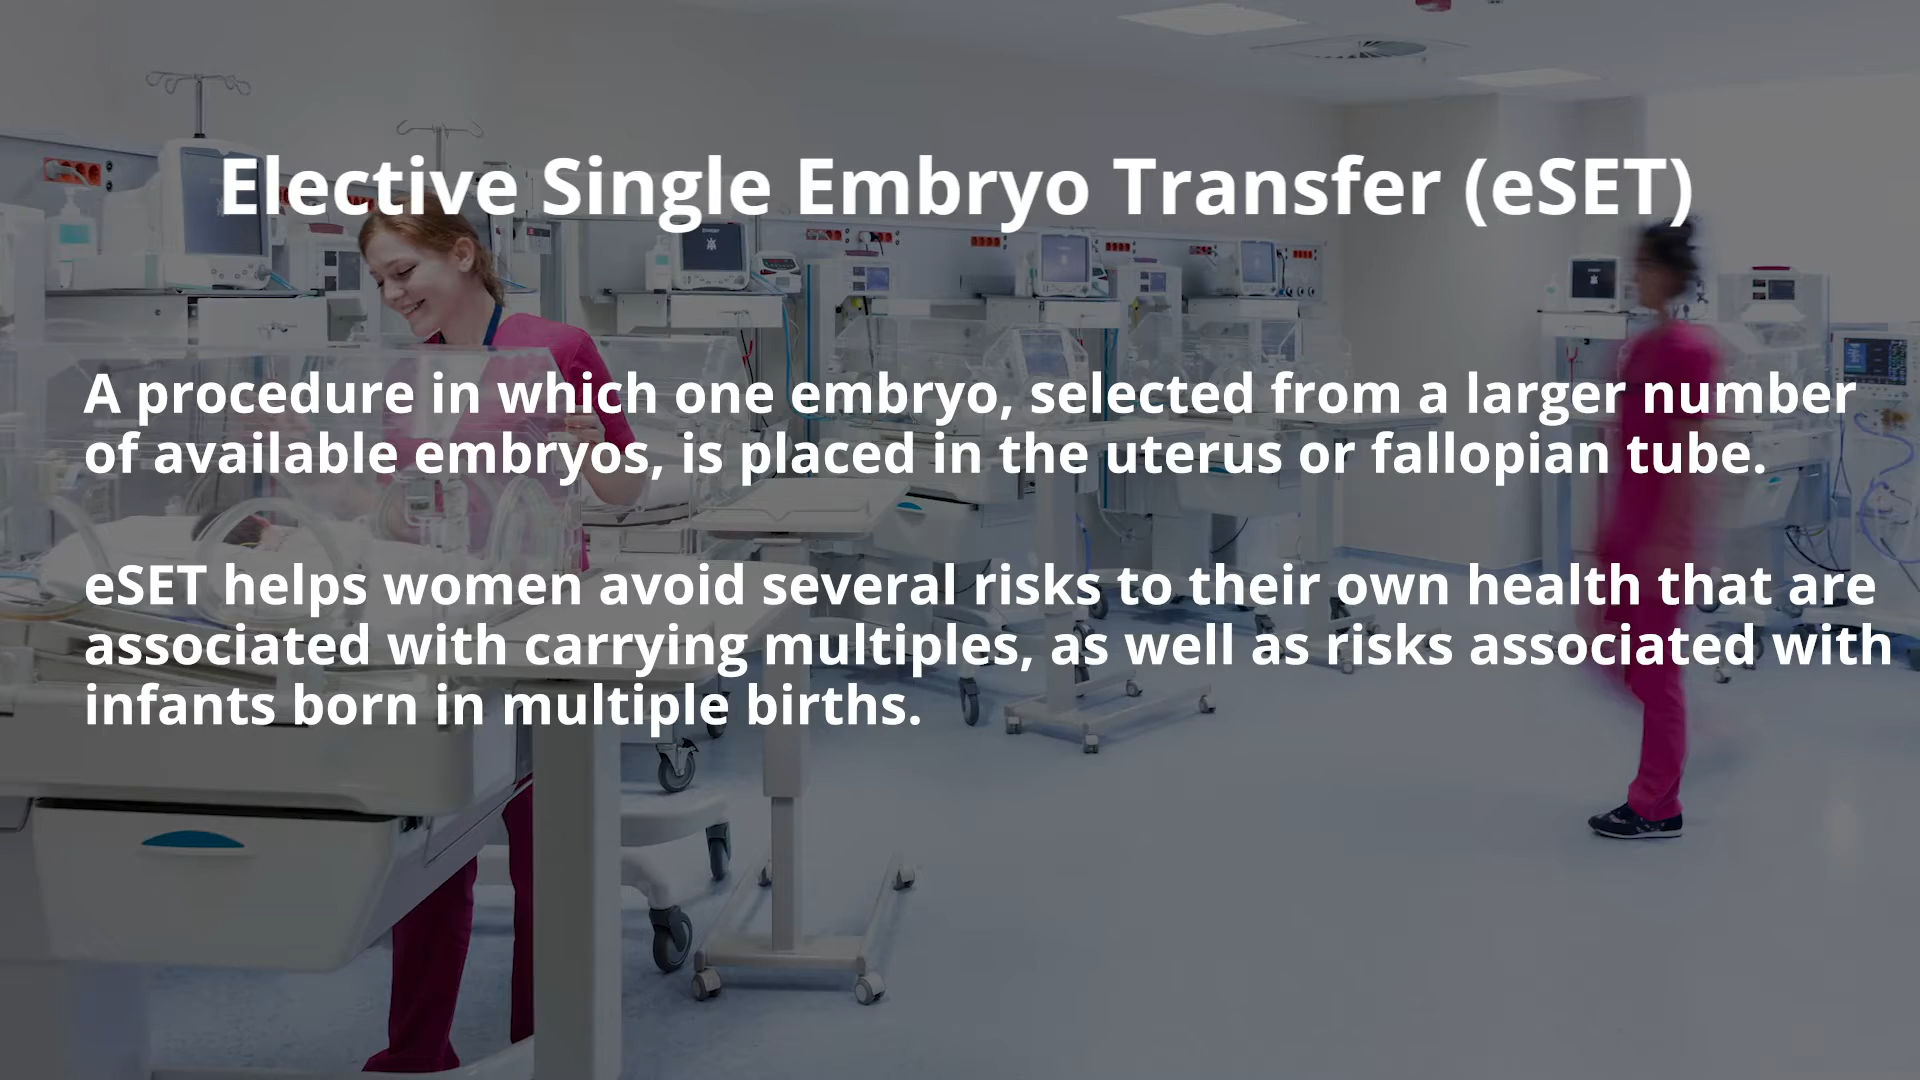 Elective Single Embryo Transfer (eSET)
A procedure in which one embryo, selected from a larger number
of available embryos, is placed in the uterus or fallopian tube.
eSET helps women avoid several risks to their own health that are
associated with carrying multiples, as well as risks associated with
infants born in multiple births.